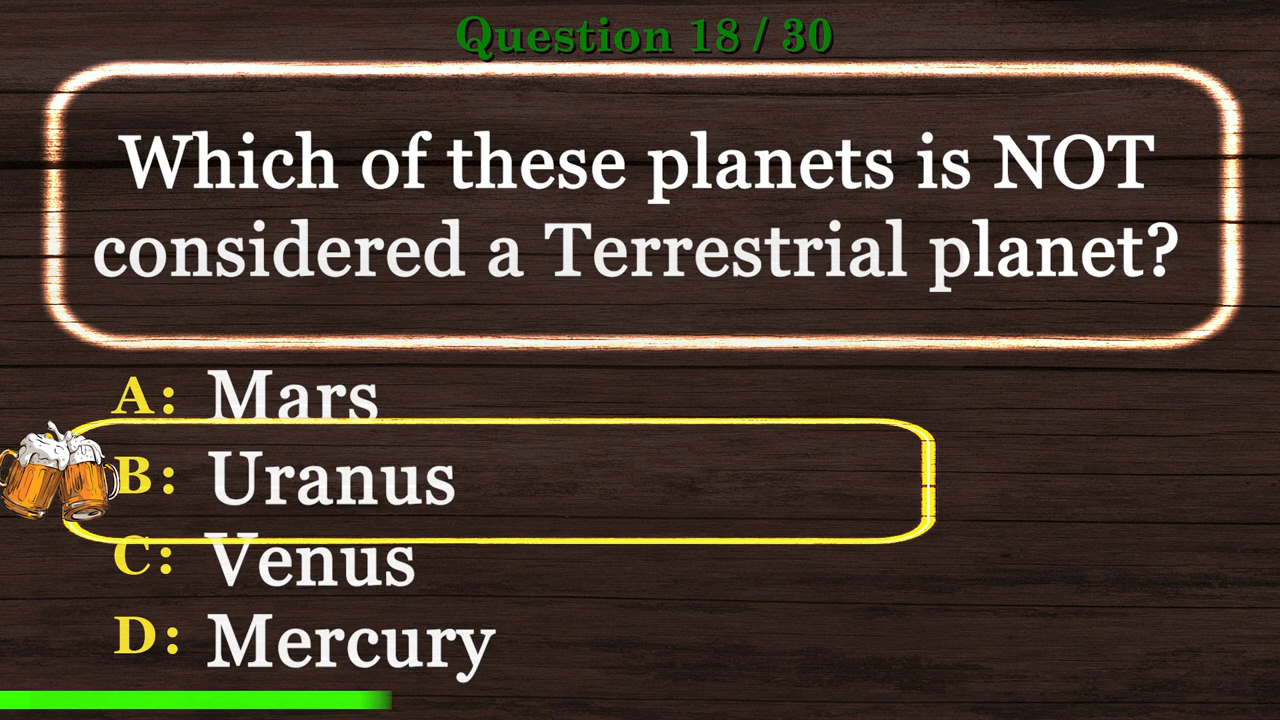 Question 18 / 30
Which of these planets is NOT
considered a Terrestrial planet?
A: Mars
B: Uranus
C: Venus
D: Mercury